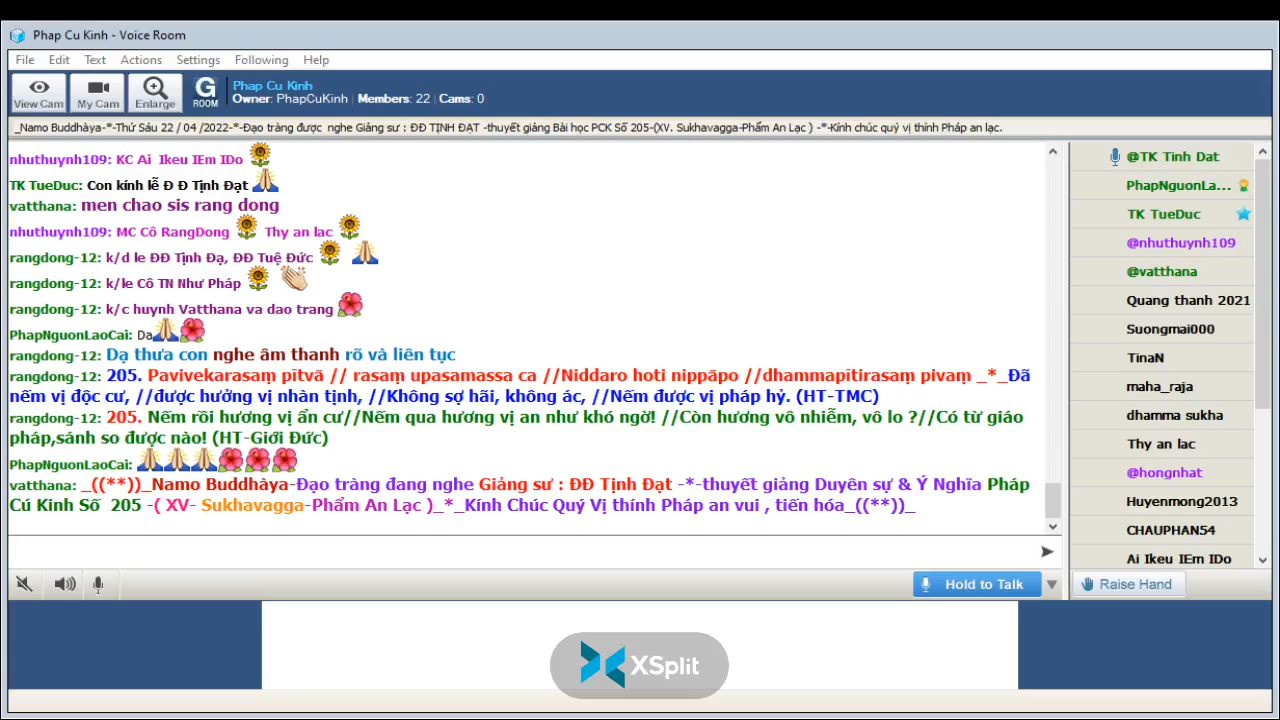 Phap Cu Kinh - Voice Room
File Edit Text Actions Settings Following Help
View Cam My Cam Enlarge G ROOM
Phap Cu Kinh
Owner: PhapCuKinh | Members: 22 | Cams: 0
_Namo Buddhàya-*-Thứ Sáu 22 / 04 /2022-*-Đạo tràng được nghe Giảng sư : ĐĐ TỊNH ĐẠT -thuyết giảng Bài học PCK Số 205-(XV. Sukhavagga-Phẩm An Lạc ) -*-Kính chúc quý vị thính Pháp an lạc.
nhuthuynh109: KC Ai Ikeu IEm IDo
TK TueDuc: Con kính lễ Đ Đ Tịnh Đạt
vatthana: men chao sis rang dong
nhuthuynh109: MC Cô RangDong Thy an lac
rangdong-12: k/d le ĐĐ Tịnh Đạ, ĐĐ Tuệ Đức
rangdong-12: k/le Cô TN Như Pháp
rangdong-12: k/c huynh Vatthana va dao trang
PhapNguonLaoCai: Da
rangdong-12: Dạ thưa con nghe âm thanh rõ và liên tục
rangdong-12: 205. Pavivekarasaṃ pītvā // rasaṃ upasamassa ca //Niddaro hoti nippāpo //dhammapītirasaṃ pivaṃ _*_Đã
nếm vị độc cư, //được hưởng vị nhàn tịnh, //Không sợ hãi, không ác, //Nếm được vị pháp hỷ. (HT-TMC)
rangdong-12: 205. Nếm rồi hương vị ẩn cư//Nếm qua hương vị an như khó ngờ! //Còn hương vô nhiễm, vô lo ?//Có từ giáo
pháp,sánh so được nào! (HT-Giới Đức)
PhapNguonLaoCai:
vatthana: _((**))_Namo Buddhàya-Đạo tràng đang nghe Giảng sư : ĐĐ Tịnh Đạt -*-thuyết giảng Duyên sự & Ý Nghĩa Pháp
Cú Kinh Số 205 -( XV- Sukhavagga-Phẩm An Lạc )_*_Kính Chúc Quý Vị thính Pháp an vui , tiến hóa_((**))_
@TK Tinh Dat
PhapNguonLa...
TK TueDuc
@nhuthuynh109
@vatthana
Quang thanh 2021
Suongmai000
TinaN
maha_raja
dhamma sukha
Thy an lac
@hongnhat
Huyenmong2013
CHAUPHAN54
Ai Ikeu IEm IDo
Hold to Talk
Raise Hand
XSplit